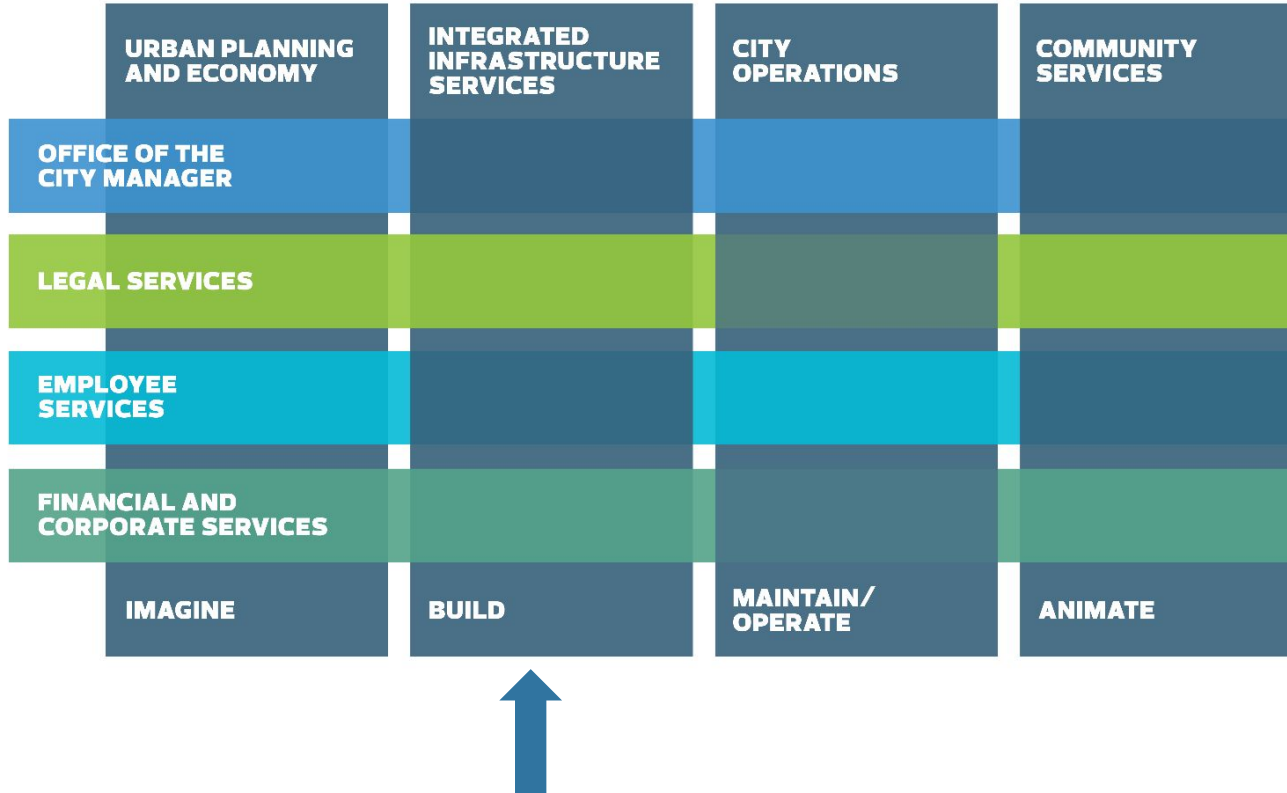 URBAN PLANNING
AND ECONOMY
INTEGRATED
INFRASTRUCTURE
SERVICES
CITY
OPERATIONS
COMMUNITY
SERVICES
OFFICE OF THE
CITY MANAGER
LEGAL SERVICES
EMPLOYEE
SERVICES
FINANCIAL AND
CORPORATE SERVICES
IMAGINE
BUILD
MAINTAIN/
OPERATE
ANIMATE